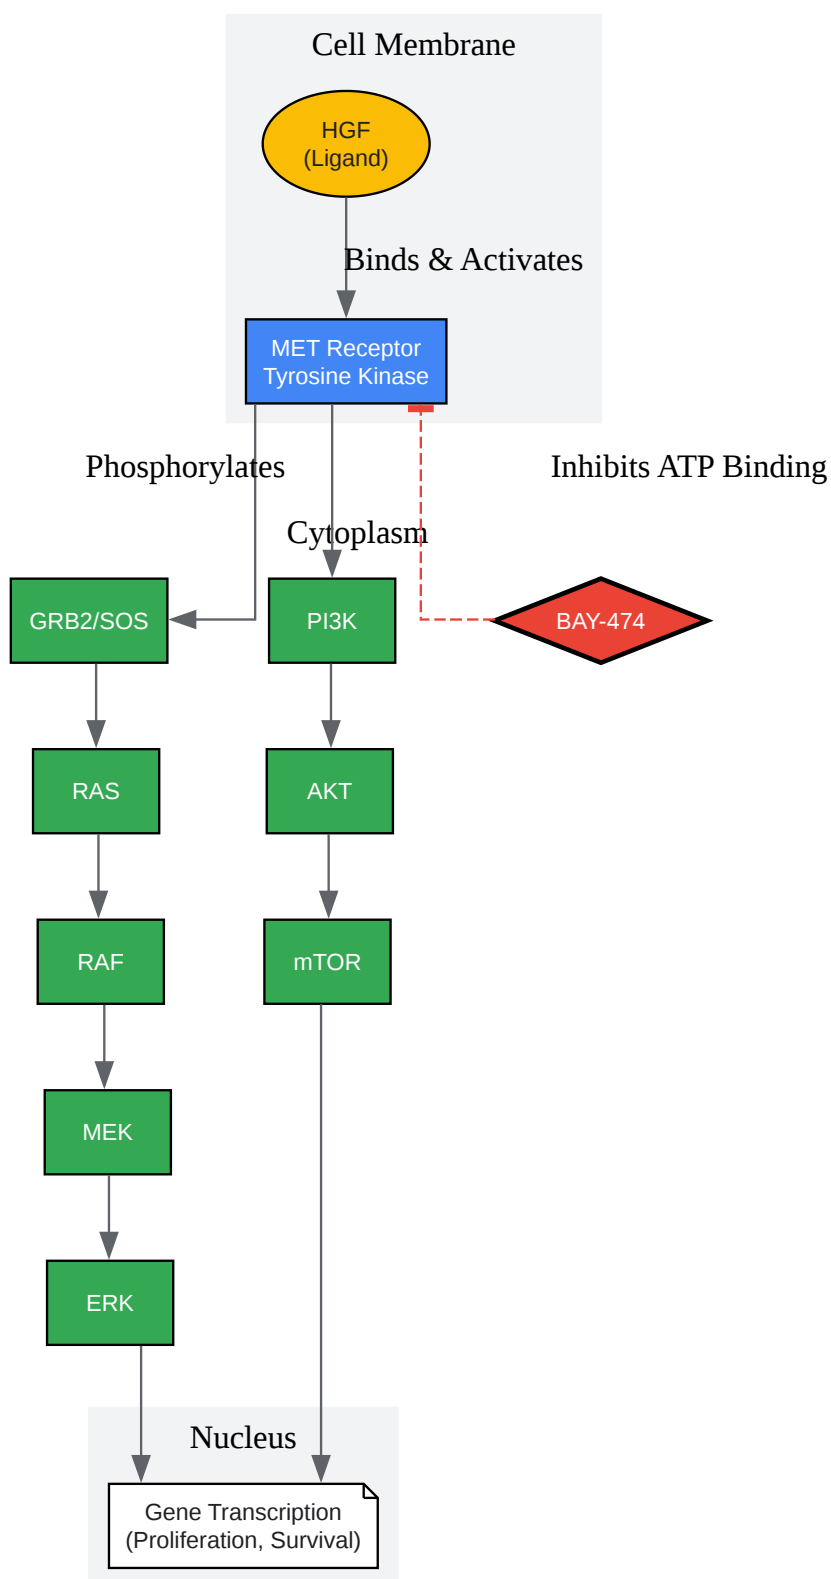 Cell Membrane
HGF
(Ligand)
Binds & Activates
MET Receptor
Tyrosine Kinase
Phosphorylates
Inhibits ATP Binding
Cytoplasm
GRB2/SOS
PI3K
BAY-474
RAS
AKT
RAF
mTOR
MEK
ERK
Nucleus
Gene Transcription
(Proliferation, Survival)